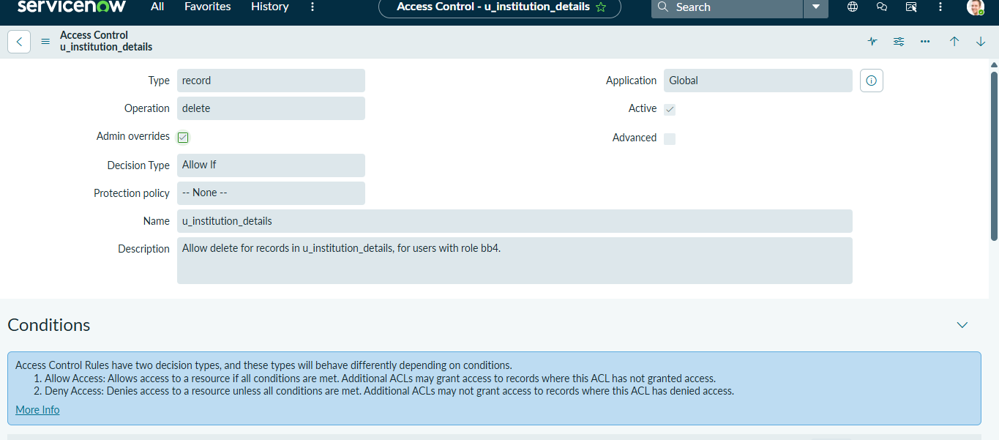 servicenow All Favorites History Access Control - u_institution_details Search
Access Control
u_institution_details
Type record Application Global
Operation delete Active
Admin overrides Advanced
Decision Type Allow If
Protection policy -- None --
Name u_institution_details
Description Allow delete for records in u_institution_details, for users with role bb4.
Conditions
Access Control Rules have two decision types, and these types will behave differently depending on conditions.
1. Allow Access: Allows access to a resource if all conditions are met. Additional ACLs may grant access to records where this ACL has not granted access.
2. Deny Access: Denies access to a resource unless all conditions are met. Additional ACLs may not grant access to records where this ACL has denied access.
More Info